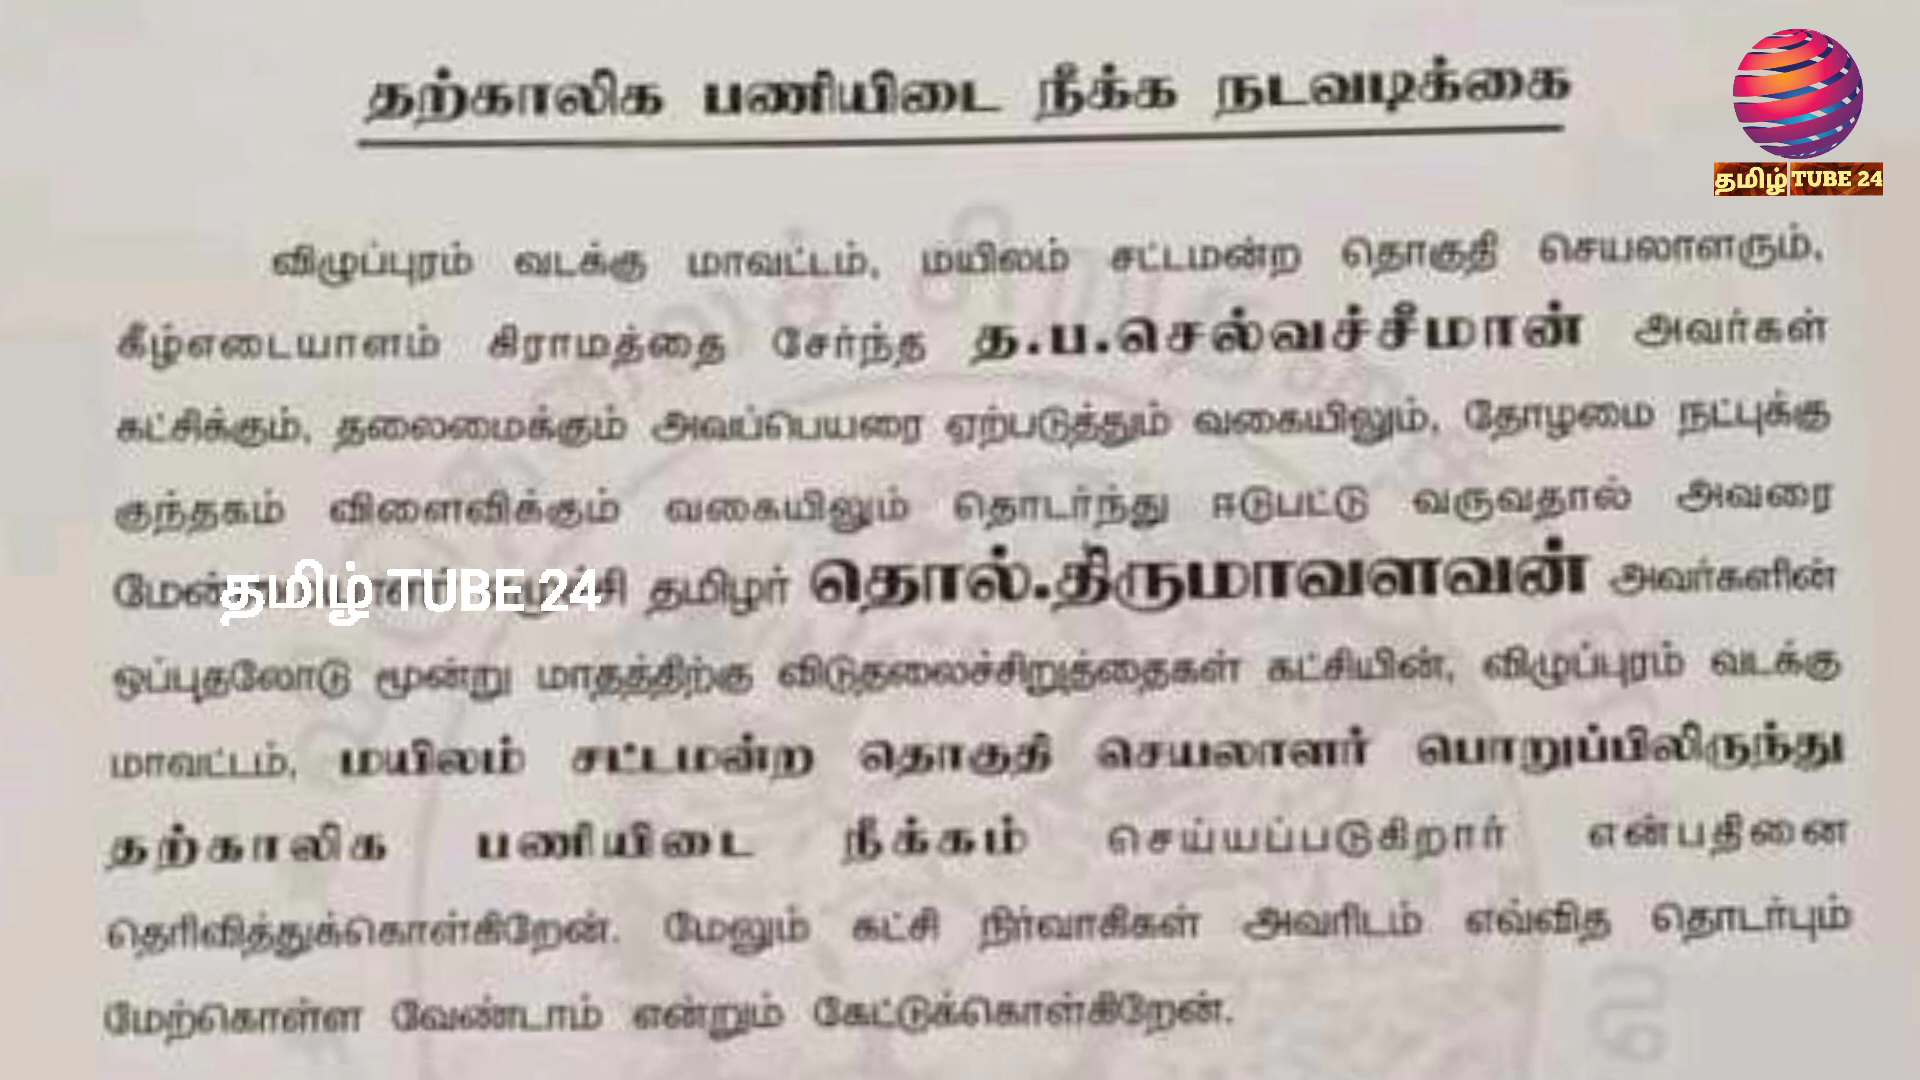 தற்காலிக பணியிடை நீக்க நடவடிக்கை
தமிழ் TUBE 24
விழுப்புரம் வடக்கு மாவட்டம், மயிலம் சட்டமன்ற தொகுதி செயலாளரும்,
கீழ்எடையாளம் கிராமத்தை சேர்ந்த த.ப.செல்வச்சீமான் அவர்கள்
கட்சிக்கும், தலைமைக்கும் அவப்பெயரை ஏற்படுத்தும் வகையிலும், தோழமை நட்புக்கு
குந்தகம் விளைவிக்கும் வகையிலும் தொடர்ந்து ஈடுபட்டு வருவதால் அவரை
தமிழர் தொல்.திருமாவளவன் அவர்களின்
தமிழ் TUBE 24
ஒப்புதலோடு மூன்று மாதத்திற்கு விடுதலைச்சிறுத்தைகள் கட்சியின், விழுப்புரம் வடக்கு
மாவட்டம், மயிலம் சட்டமன்ற தொகுதி செயலாளர் பொறுப்பிலிருந்து
தற்காலிக பணியிடை நீக்கம் செய்யப்படுகிறார் என்பதினை
தெரிவித்துக்கொள்கிறேன். மேலும் கட்சி நிர்வாகிகள் அவரிடம் எவ்வித தொடர்பும்
மேற்கொள்ள வேண்டாம் என்றும் கேட்டுக்கொள்கிறேன்.